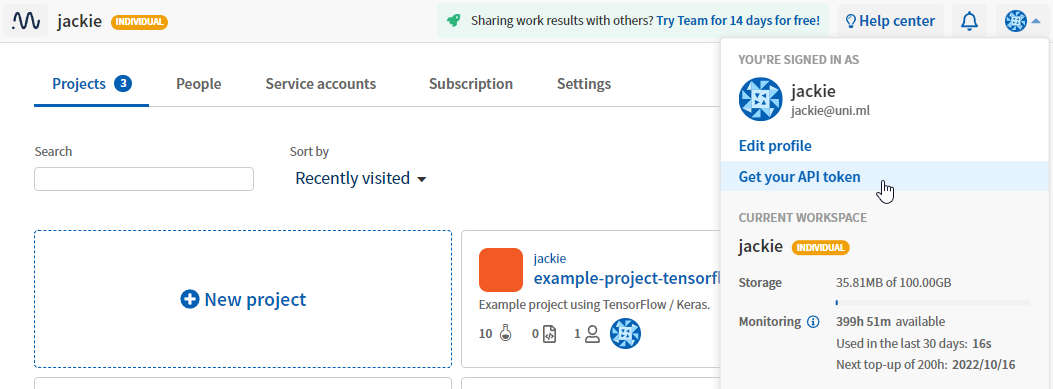 jackie INDIVIDUAL
Sharing work results with others? Try Team for 14 days for free!
Help center
Projects 3 People Service accounts Subscription Settings
Search
Sort by
Recently visited
New project
jackie
Example project using TensorFlow / Keras.
10 0 1
YOU'RE SIGNED IN AS
jackie
jackie@uni.ml
Edit profile
Get your API token
CURRENT WORKSPACE
jackie INDIVIDUAL
Storage 35.81MB of 100.00GB
Monitoring 399h 51m available
Used in the last 30 days: 16s
Next top-up of 200h: 2022/10/16